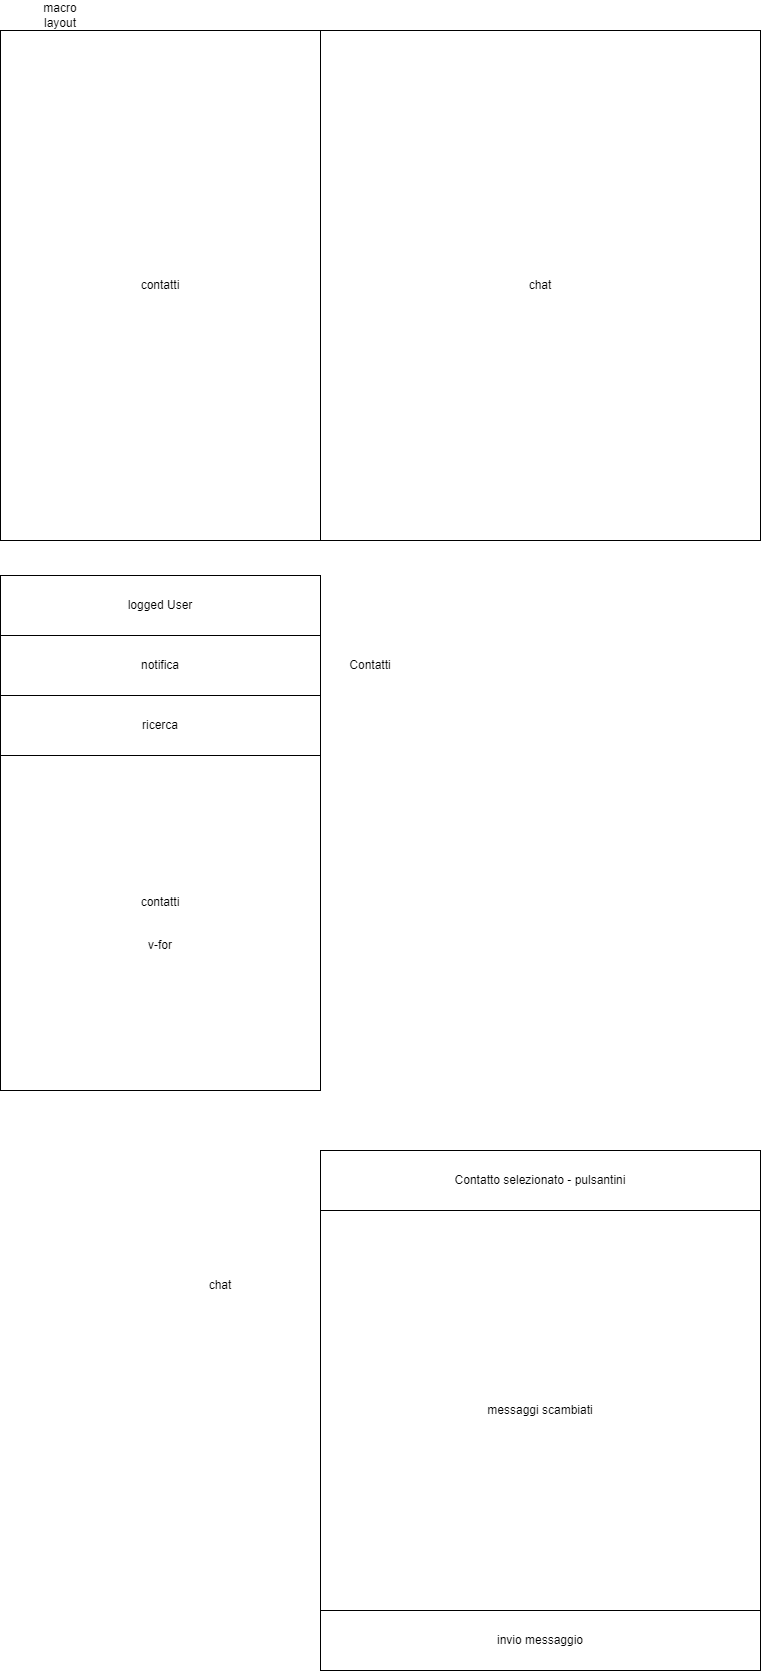 macro
layout
contatti
chat
logged User
notifica
Contatti
ricerca
contatti
v-for
Contatto selezionato - pulsantini
chat
messaggi scambiati
invio messaggio